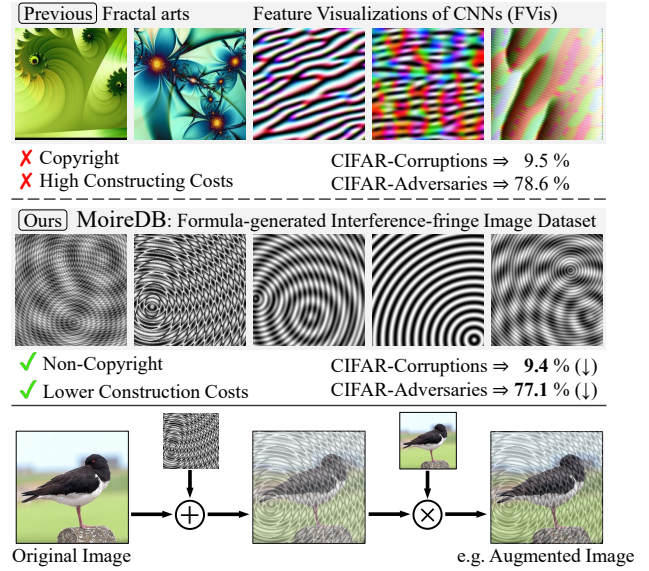 Previous Fractal arts Feature Visualizations of CNNs (FVis)
✗ Copyright CIFAR-Corruptions ⇒ 9.5 %
✗ High Constructing Costs CIFAR-Adversaries ⇒ 78.6 %
Ours MoireDB: Formula-generated Interference-fringe Image Dataset
✓ Non-Copyright CIFAR-Corruptions ⇒ 9.4 % (↓)
✓ Lower Construction Costs CIFAR-Adversaries ⇒ 77.1 % (↓)
+ ×
Original Image e.g. Augmented Image